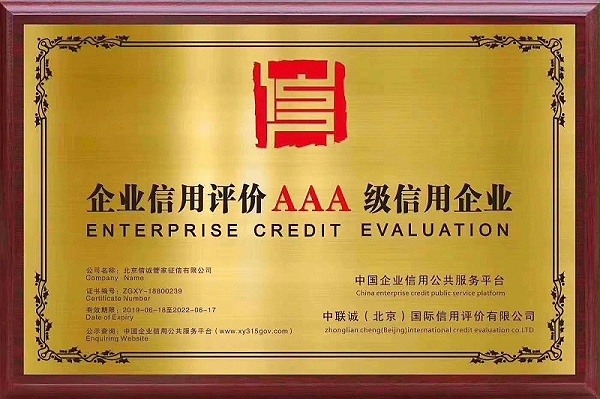 信
企业信用评价AAA级信用企业
ENTERPRISE CREDIT EVALUATION
公司名称：北京信诚管家征信有限公司
Company Name
证书编号：ZGXY-18800239
Certificate Number
有效期限：2019-06-18至2022-06-17
Date of Expiry
公示查询：中国企业信用公共服务平台（www.xy315gov.com）
Enquiring Website
中国企业信用公共服务平台
China enterprise credit public service platform
中联诚（北京）国际信用评价有限公司
zhonglian cheng(Beijing)international credit evaluation co.LTD